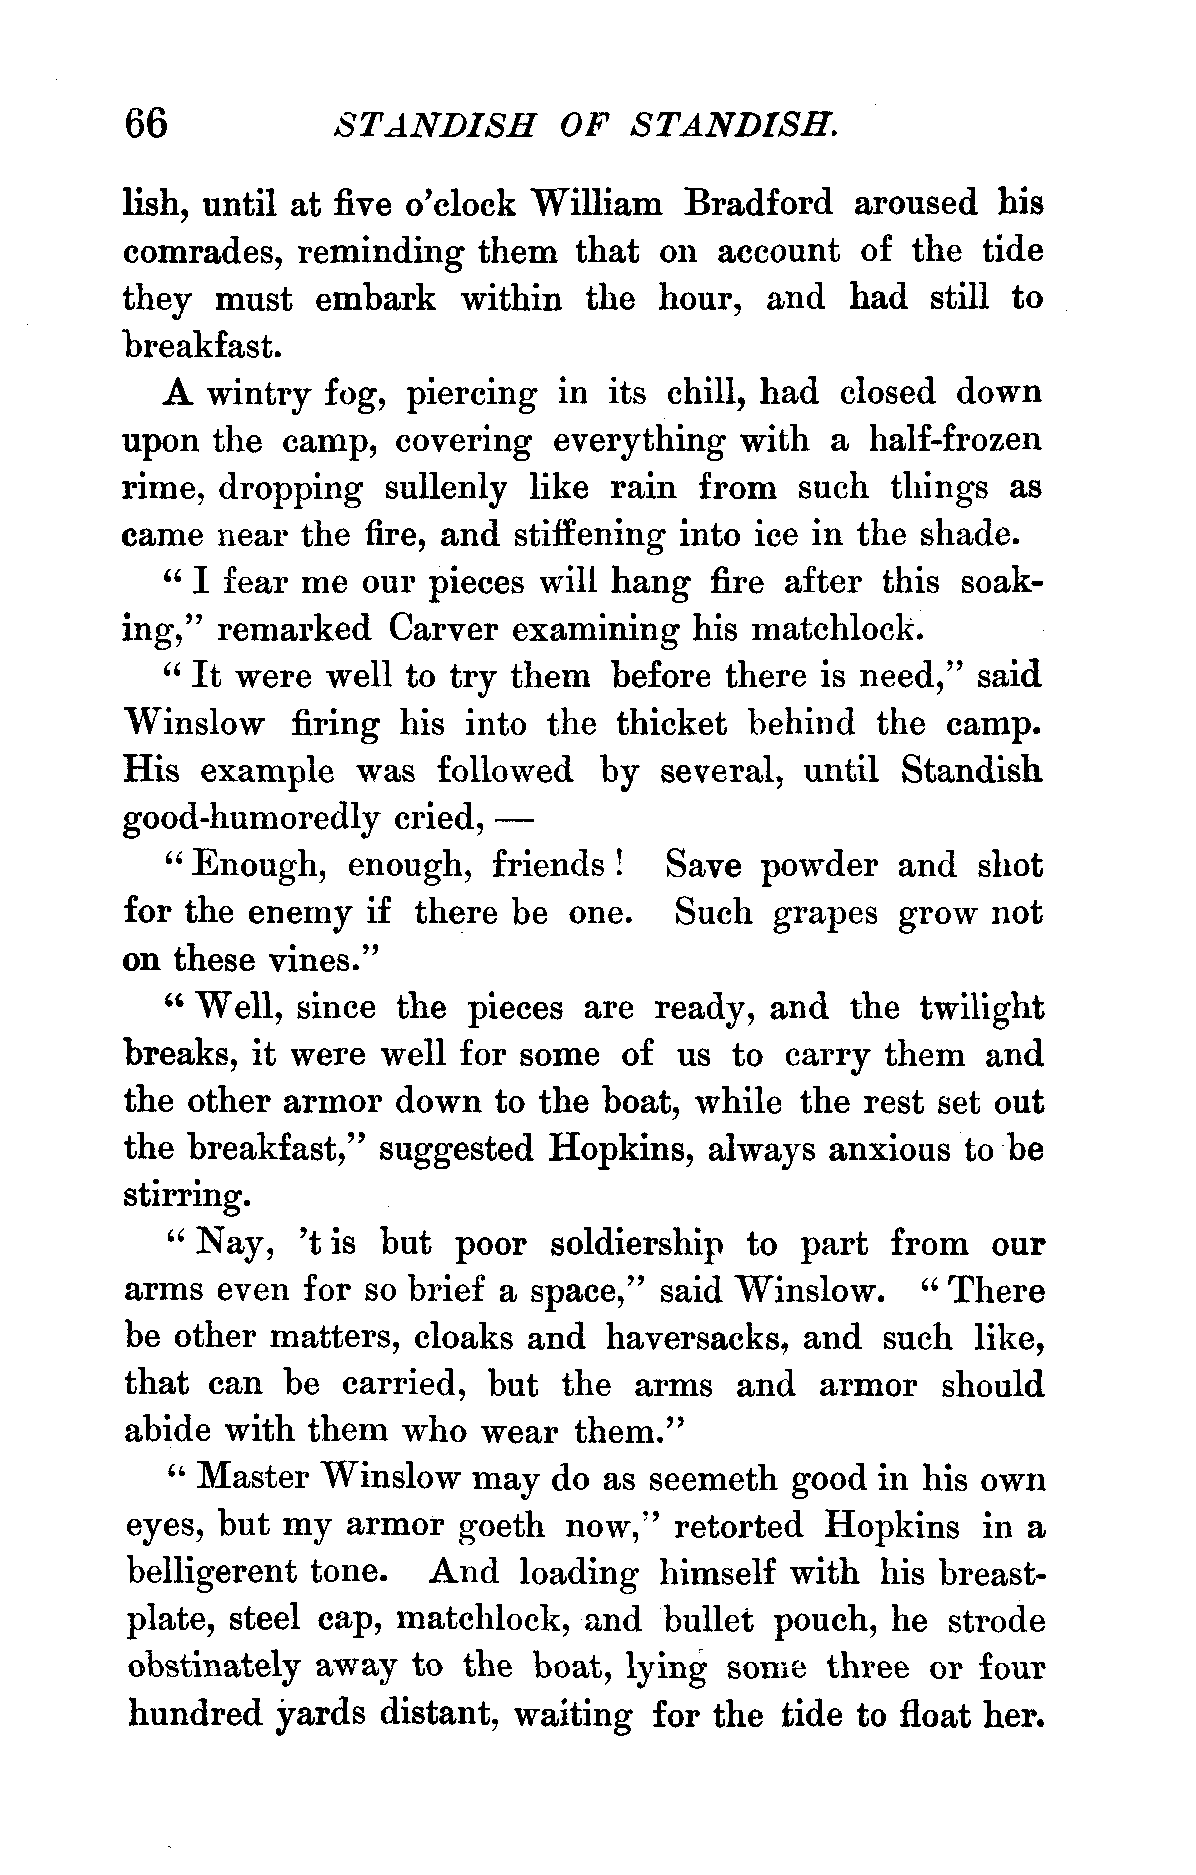 66 STANDISH OF STANDISH.
lish, until at five o'clock William Bradford aroused his
comrades, reminding them that on account of the tide
they must embark within the hour, and had still to
breakfast.
A wintry fog, piercing in its chill, had closed down
upon the camp, covering everything with a half-frozen
rime, dropping sullenly like rain from such things as
came near the fire, and stiffening into ice in the shade.
"I fear me our pieces will hang fire after this soak-
ing," remarked Carver examining his matchlock.
"It were well to try them before there is need," said
Winslow firing his into the thicket behind the camp.
His example was followed by several, until Standish
good-humoredly cried, —
"Enough, enough, friends! Save powder and shot
for the enemy if there be one. Such grapes grow not
on these vines."
"Well, since the pieces are ready, and the twilight
breaks, it were well for some of us to carry them and
the other armor down to the boat, while the rest set out
the breakfast," suggested Hopkins, always anxious to be
stirring.
"Nay, 't is but poor soldiership to part from our
arms even for so brief a space," said Winslow. "There
be other matters, cloaks and haversacks, and such like,
that can be carried, but the arms and armor should
abide with them who wear them."
"Master Winslow may do as seemeth good in his own
eyes, but my armor goeth now," retorted Hopkins in a
belligerent tone. And loading himself with his breast-
plate, steel cap, matchlock, and bullet pouch, he strode
obstinately away to the boat, lying some three or four
hundred yards distant, waiting for the tide to float her.